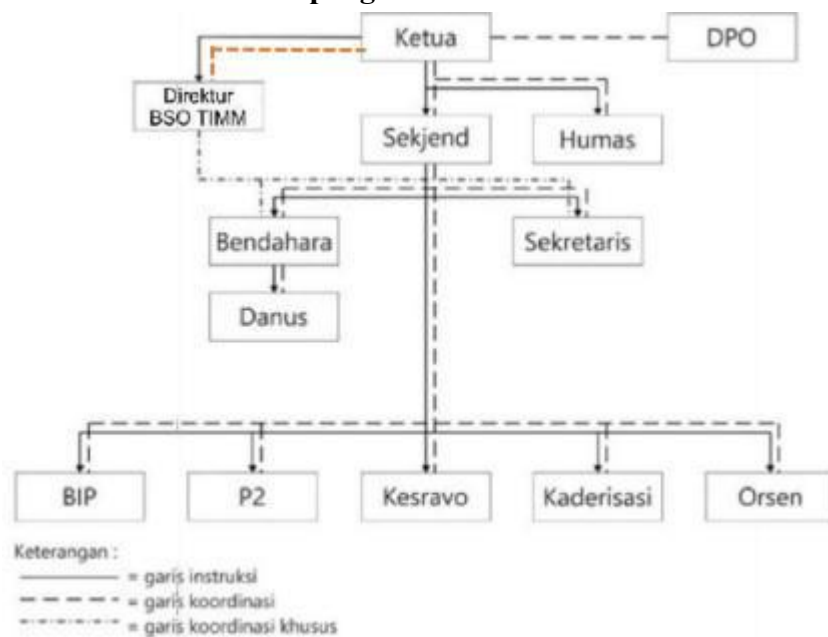 Ketua
DPO
Direktur
BSO TIMM
Sekjend
Humas
Bendahara
Sekretaris
Danus
BIP
P2
Kesravo
Kaderisasi
Orsen
Keterangan :
= garis instruksi
= garis koordinasi
= garis koordinasi khusus